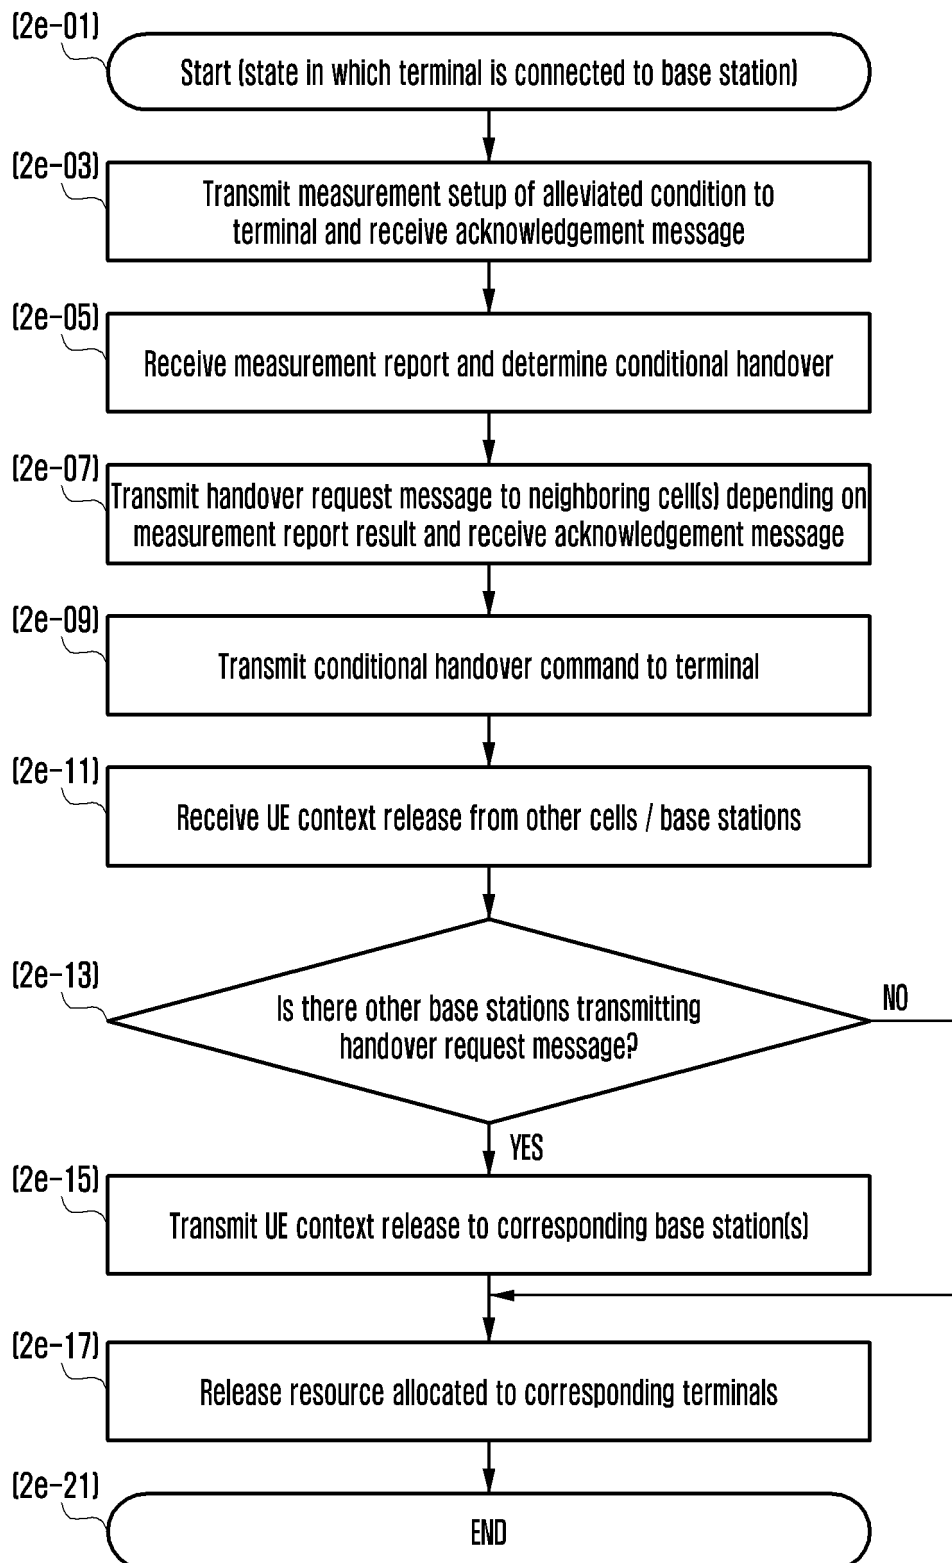 (2e-01)
Start (state in which terminal is connected to base station)
(2e-03)
Transmit measurement setup of alleviated condition to
terminal and receive acknowledgement message
(2e-05)
Receive measurement report and determine conditional handover
(2e-07)
Transmit handover request message to neighboring cell(s) depending on
measurement report result and receive acknowledgement message
(2e-09)
Transmit conditional handover command to terminal
(2e-11)
Receive UE context release from other cells / base stations
(2e-13)
Is there other base stations transmitting
handover request message?
NO
YES
(2e-15)
Transmit UE context release to corresponding base station(s)
(2e-17)
Release resource allocated to corresponding terminals
(2e-21)
END